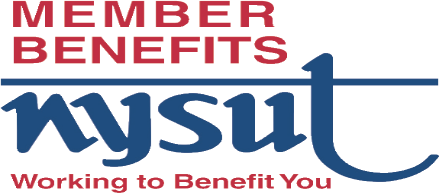 MEMBER
BENEFITS
nysut
Working to Benefit You